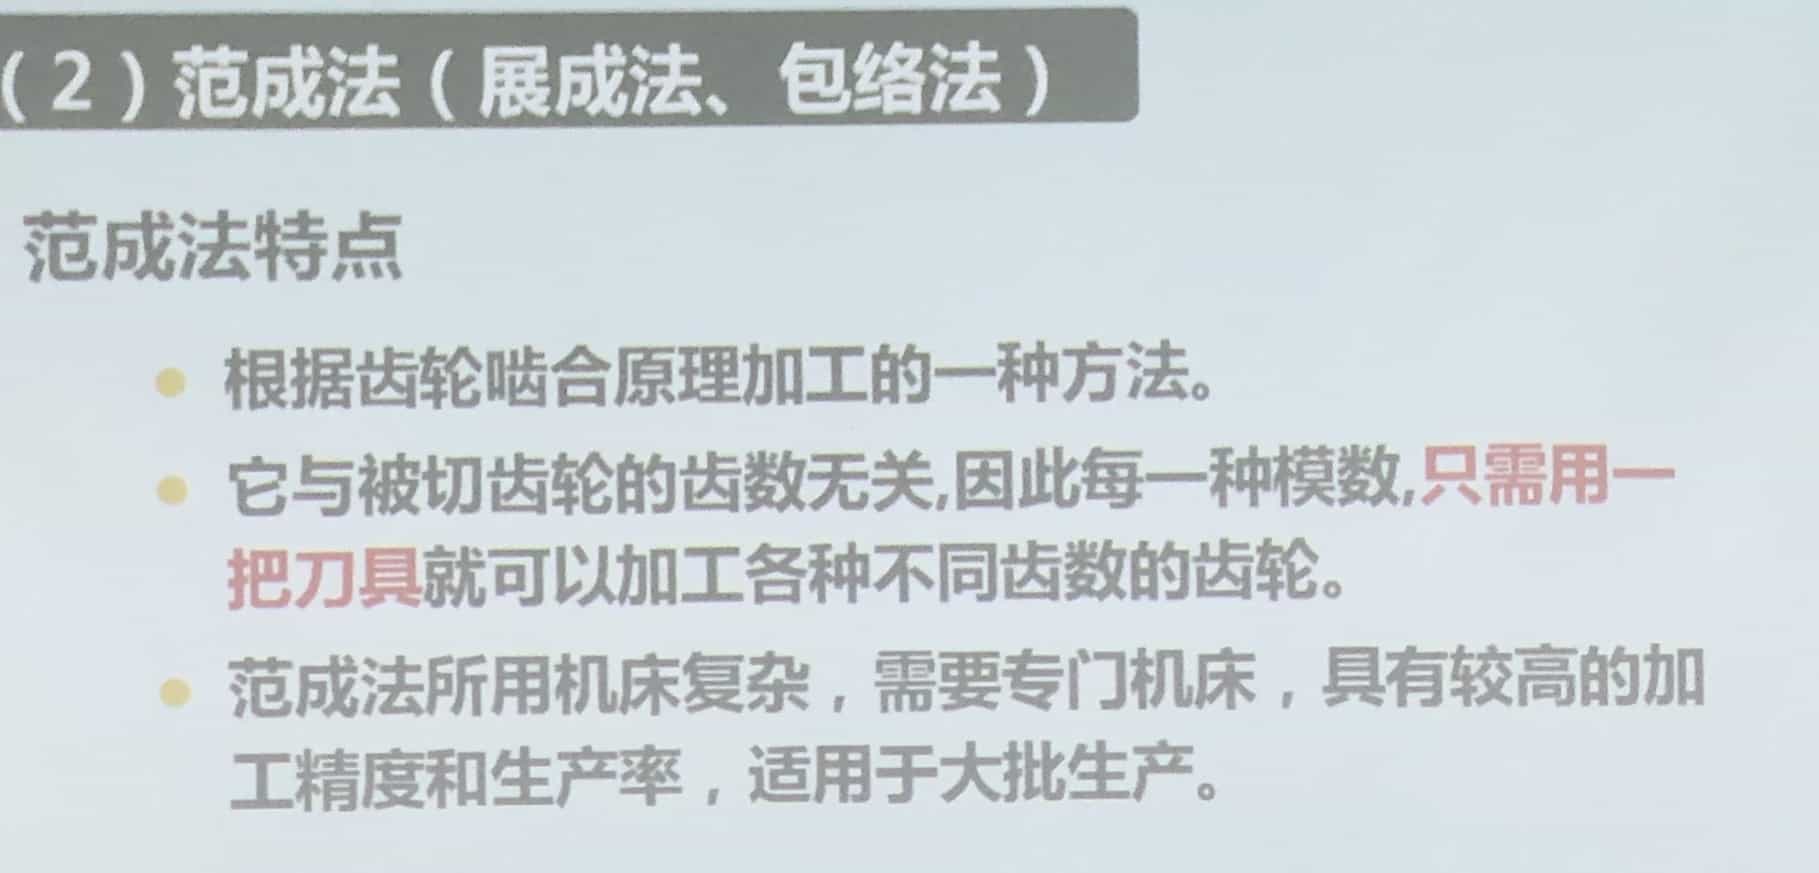 （2）范成法（展成法、包络法）
范成法特点
根据齿轮啮合原理加工的一种方法。
它与被切齿轮的齿数无关,因此每一种模数,只需用一
把刀具就可以加工各种不同齿数的齿轮。
范成法所用机床复杂，需要专门机床，具有较高的加
工精度和生产率，适用于大批生产。